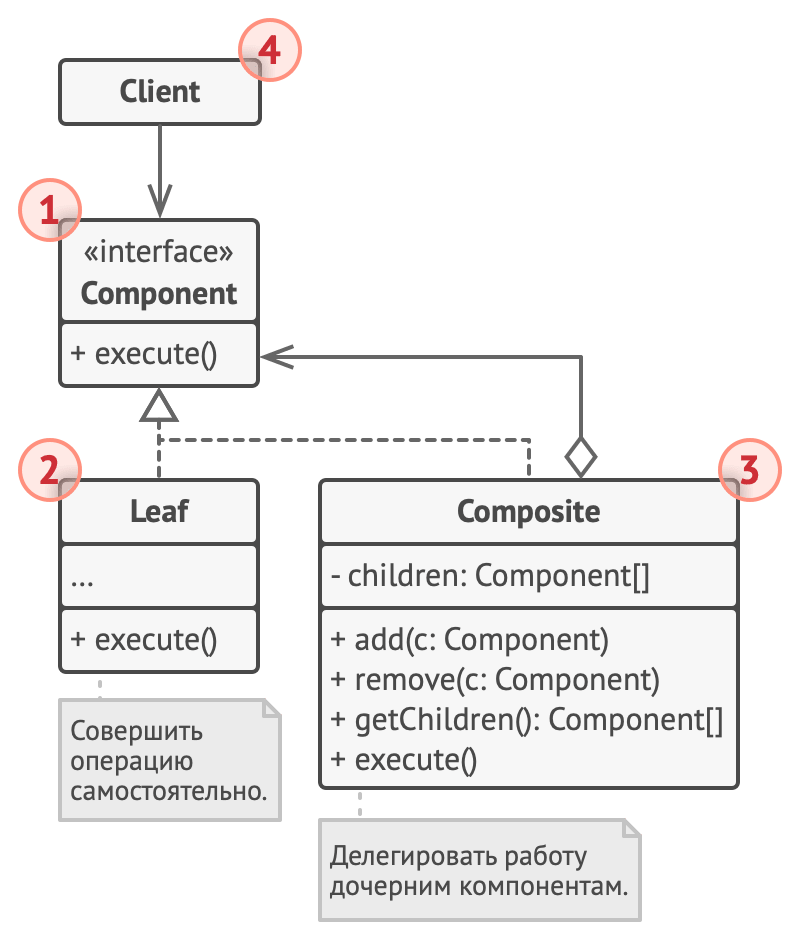 4
Client
1
«interface»
Component
+ execute()
2
Leaf
...
+ execute()
Совершить
операцию
самостоятельно.
3
Composite
- children: Component[]
+ add(c: Component)
+ remove(c: Component)
+ getChildren(): Component[]
+ execute()
Делегировать работу
дочерним компонентам.